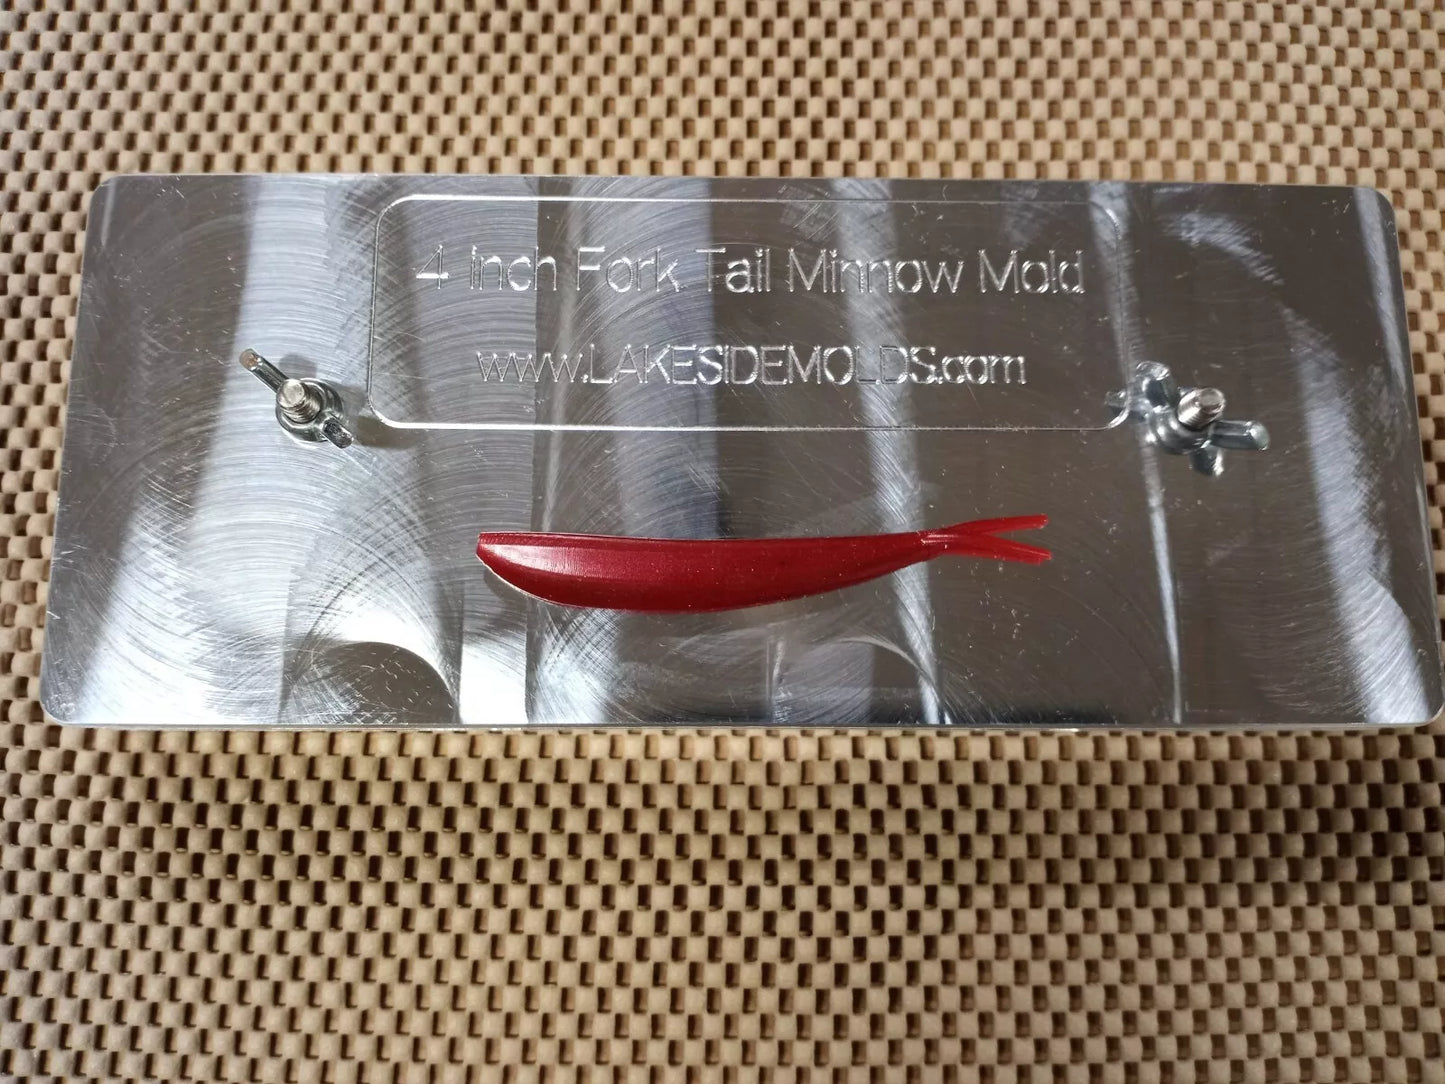 4 inch Fork Tail Minnow Mold
www.LAKESIDEMOLDS.com